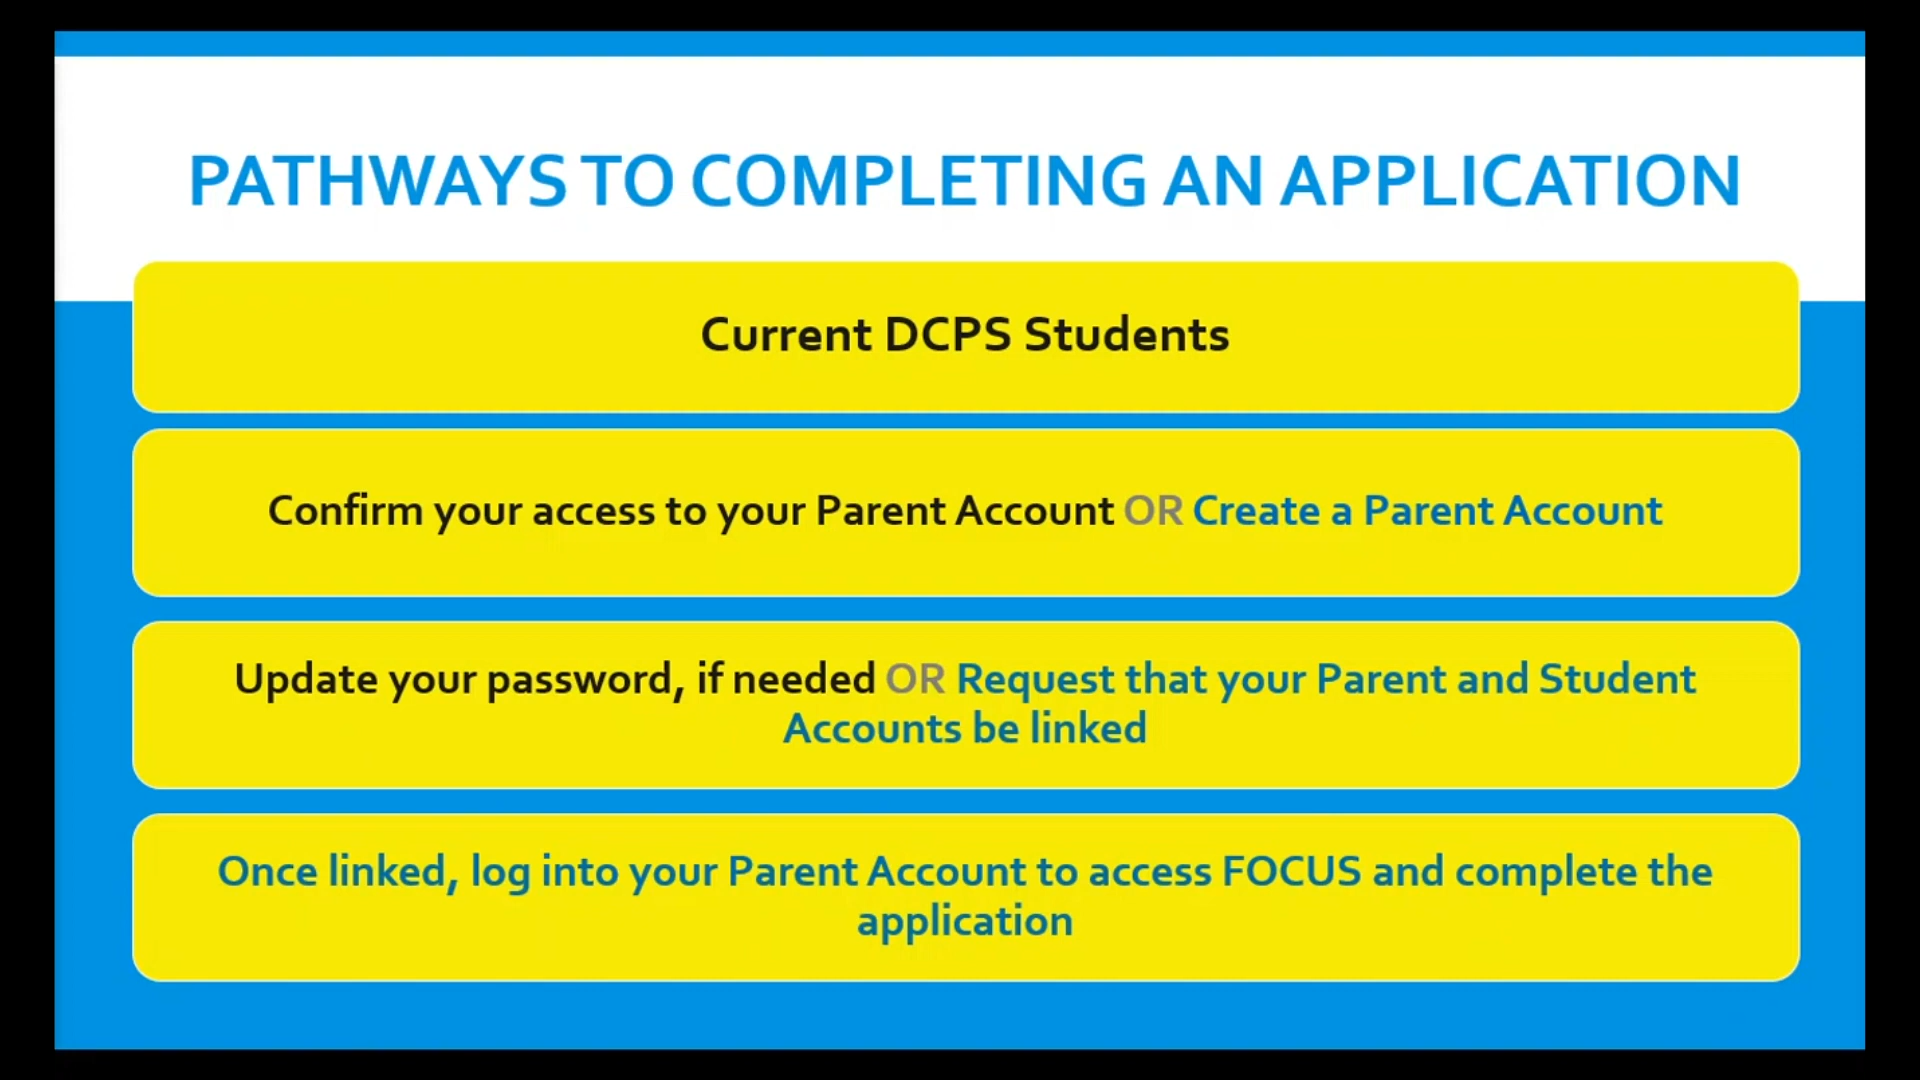 PATHWAYS TO COMPLETING AN APPLICATION
Current DCPS Students
Confirm your access to your Parent Account OR Create a Parent Account
Update your password, if needed OR Request that your Parent and Student
Accounts be linked
Once linked, log into your Parent Account to access FOCUS and complete the
application